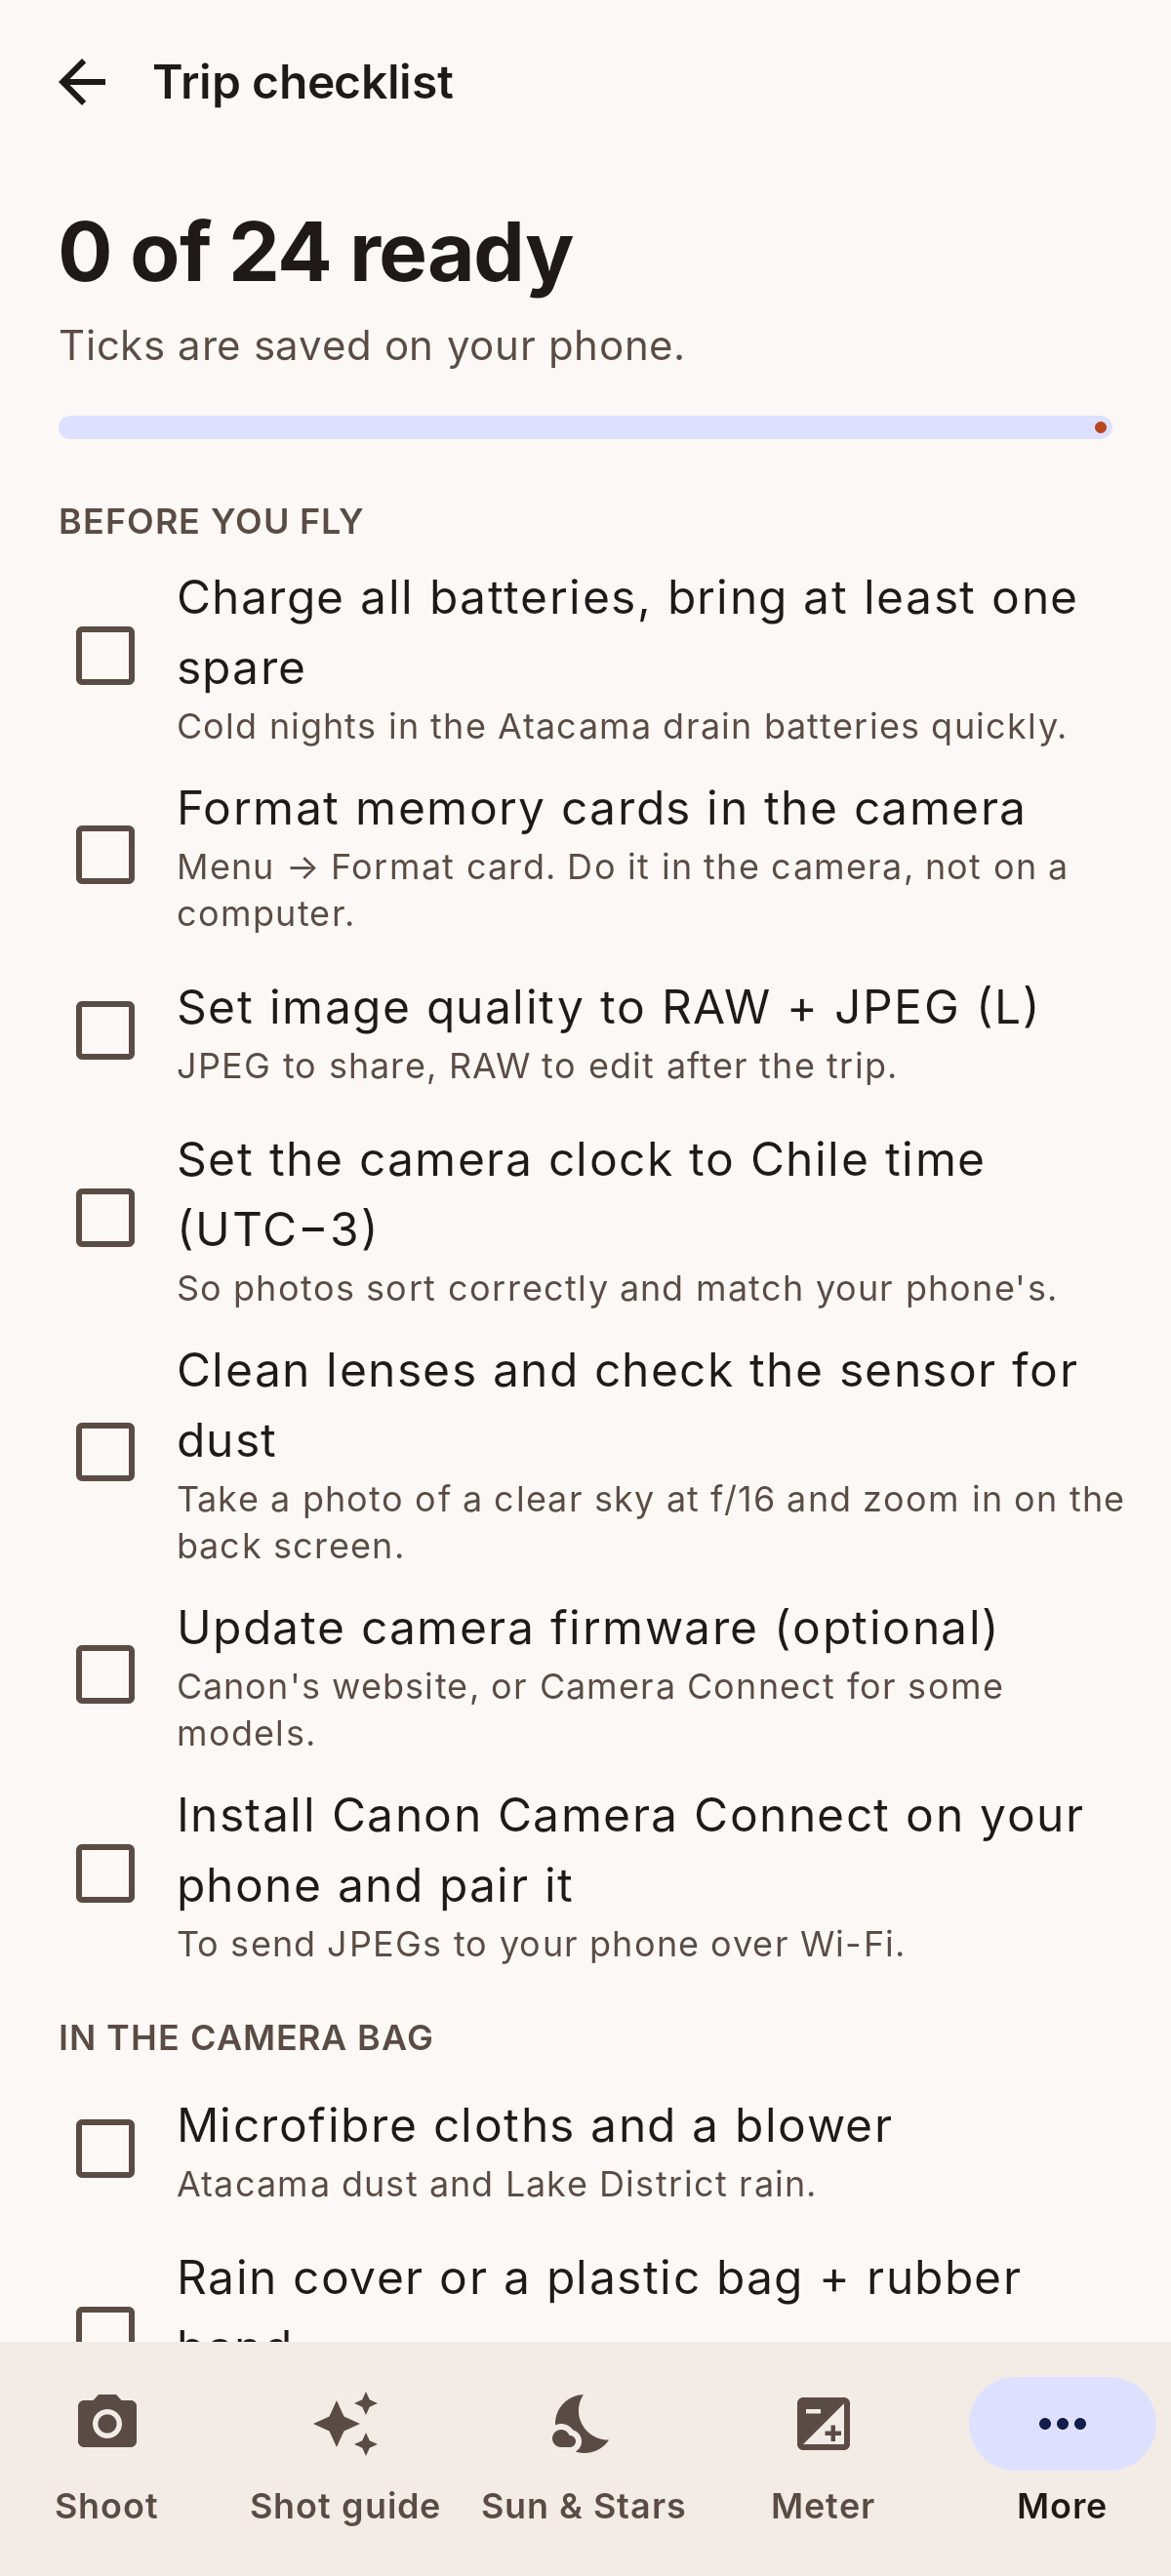 Trip checklist
0 of 24 ready
Ticks are saved on your phone.
BEFORE YOU FLY
Charge all batteries, bring at least one
spare
Cold nights in the Atacama drain batteries quickly.
Format memory cards in the camera
Menu → Format card. Do it in the camera, not on a
computer.
Set image quality to RAW + JPEG (L)
JPEG to share, RAW to edit after the trip.
Set the camera clock to Chile time
(UTC−3)
So photos sort correctly and match your phone's.
Clean lenses and check the sensor for
dust
Take a photo of a clear sky at f/16 and zoom in on the
back screen.
Update camera firmware (optional)
Canon's website, or Camera Connect for some
models.
Install Canon Camera Connect on your
phone and pair it
To send JPEGs to your phone over Wi-Fi.
IN THE CAMERA BAG
Microfibre cloths and a blower
Atacama dust and Lake District rain.
Rain cover or a plastic bag + rubber
band
Shoot
Shot guide
Sun & Stars
Meter
More